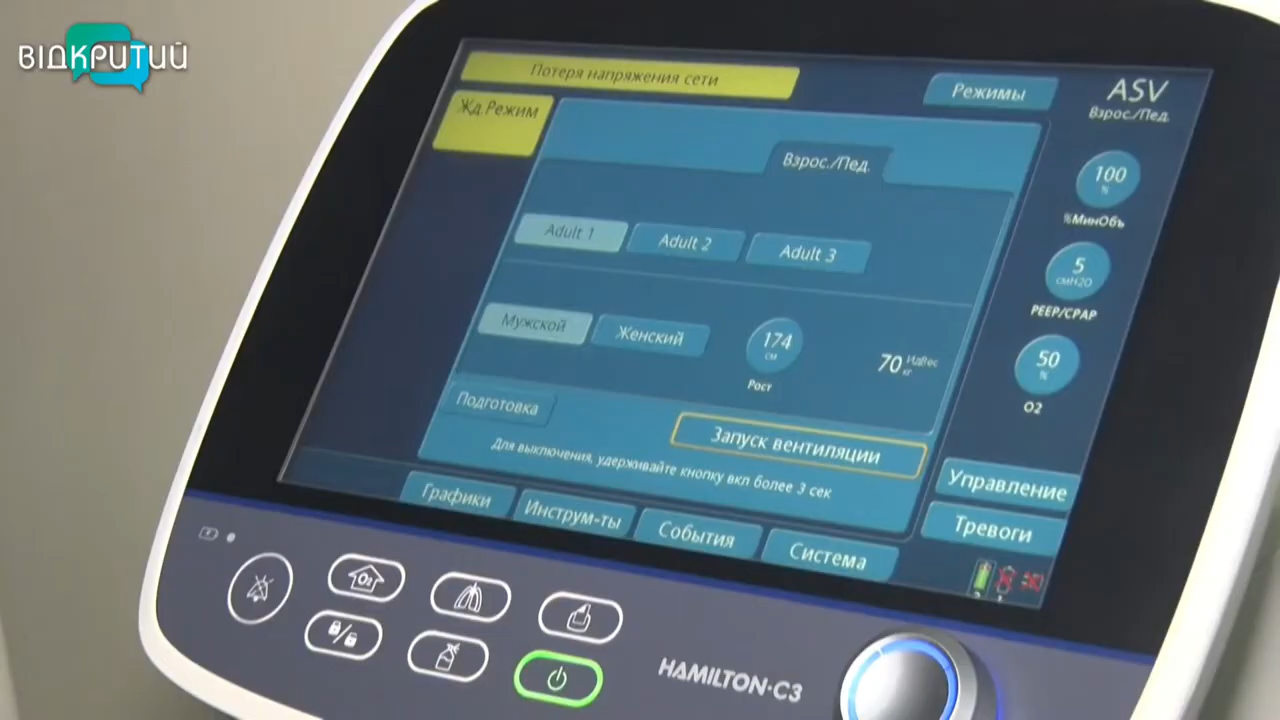 ВІДКРИТИЙ
Потеря напряжения сети
Режимы
ASV
Взрос./Пед.
Жд.Режим
Взрос./Пед.
100
%
%МинОбъ
Adult 1
Adult 2
Adult 3
5
смH2O
PEEP/CPAP
Мужской
Женский
174
см
Рост
70
ИдВес
кг
50
%
O2
Подготовка
Запуск вентиляции
Для выключения, удерживайте кнопку вкл более 3 сек
Управление
Графики
Инструм-ты
События
Система
Тревоги
O2
HAMILTON-C3